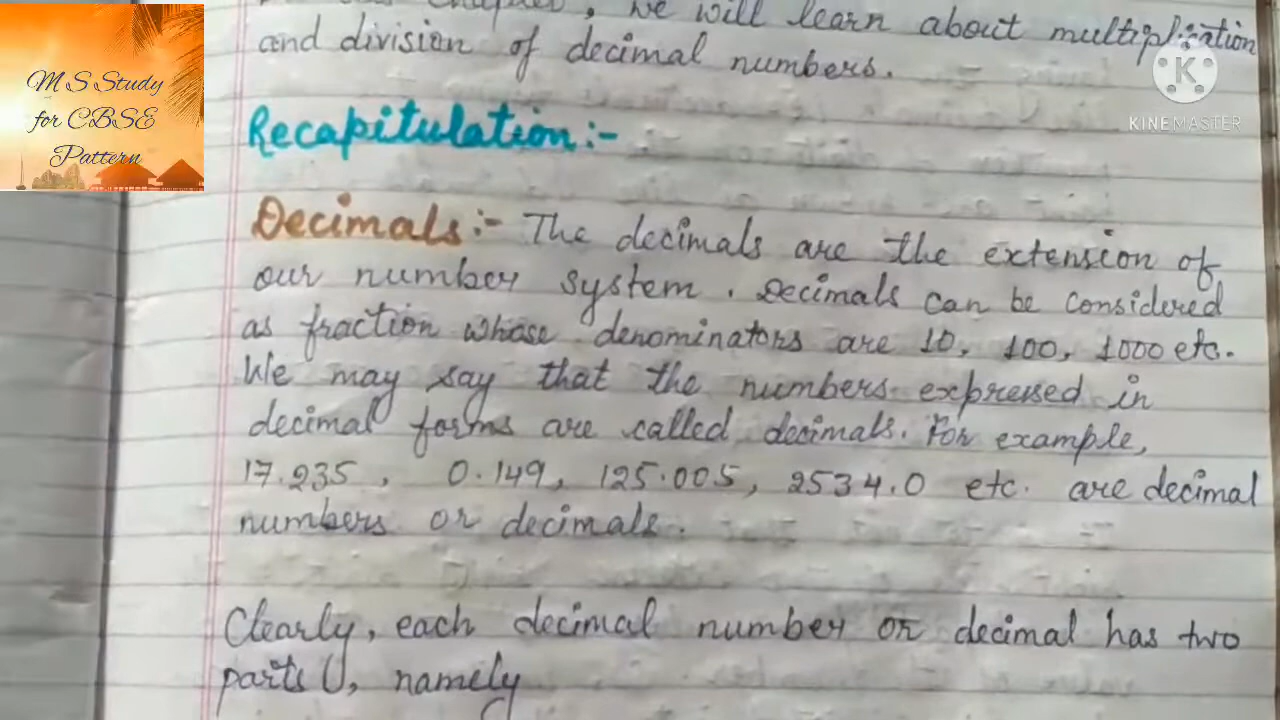 M S Study
for CBSE
Pattern
KINEMASTER
, we will learn about multiplication
and division of decimal numbers.
Recapitulation:-
Decimals:- The decimals are the extension of
our number system. Decimals can be considered
as fraction whose denominators are 10, 100, 1000 etc.
We may say that the numbers expressed in
decimal forms are called decimals. For example,
17.235, 0.149, 125.005, 2534.0 etc. are decimal
numbers or decimals.
Clearly, each decimal number or decimal has two
parts, namely